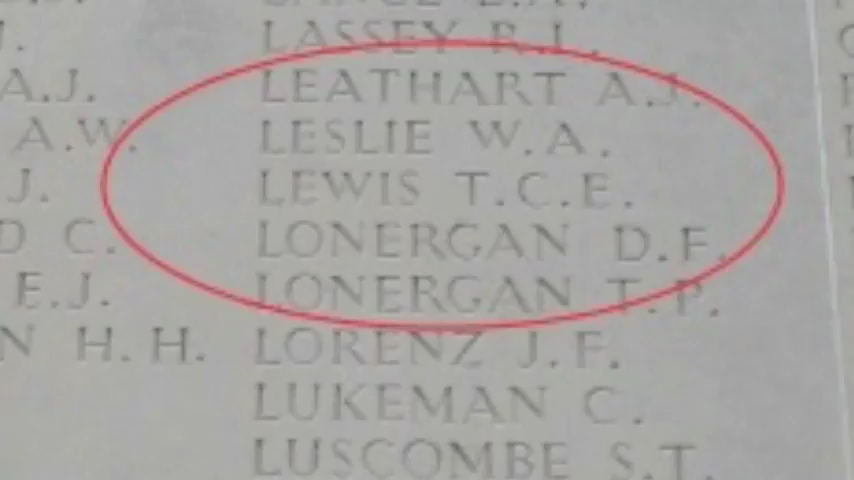 LASSEY R.J.
J.
LEATHART A.J.
A.J.
LESLIE W.A.
A.W.
LEWIS T.C.E.
J.
LONERGAN D.F.
D C.
LONERGAN T.P.
E.J.
LORENZ J.F.
N H.H.
LUKEMAN C.
LUSCOMBE S.T.